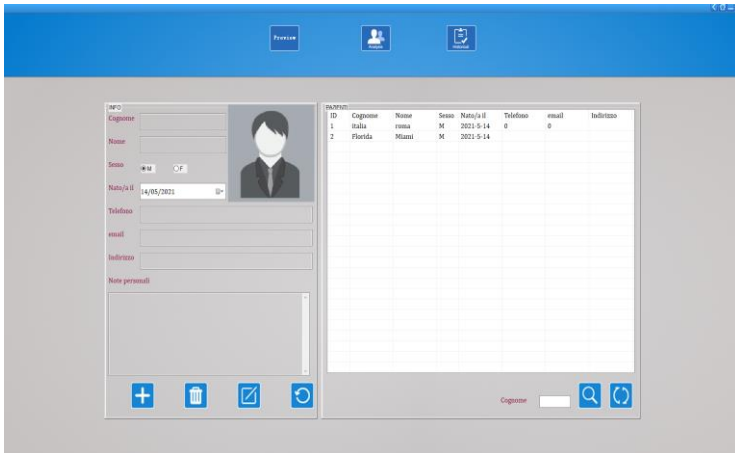 Preview
INFO
Cognome
Nome
Sesso M F
Nato/a il 14/05/2021
Telefono
email
Indirizzo
Note personali
ID Cognome Nome Sesso Nato/a il Telefono email Indirizzo
1 italia roma M 2021-5-14 0 0
2 Florida Miami M 2021-5-14
Cognome